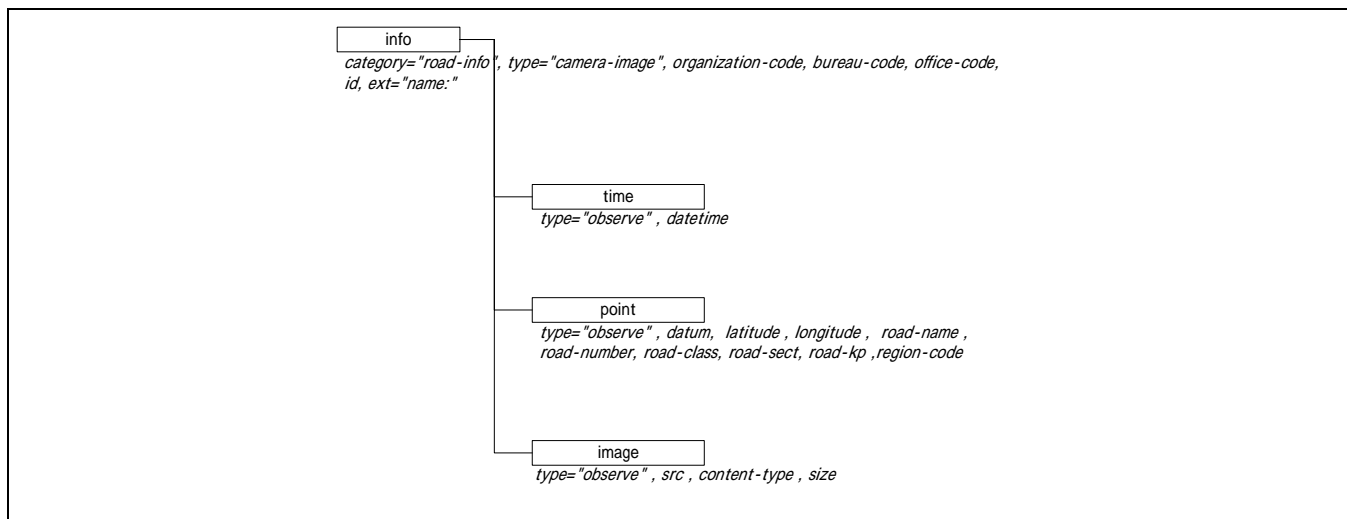 info
category="road-info", type="camera-image", organization-code, bureau-code, office-code,
id, ext="name:"
time
type="observe" , datetime
point
type="observe" , datum, latitude , longitude , road-name ,
road-number, road-class, road-sect, road-kp ,region-code
image
type="observe" , src , content-type , size